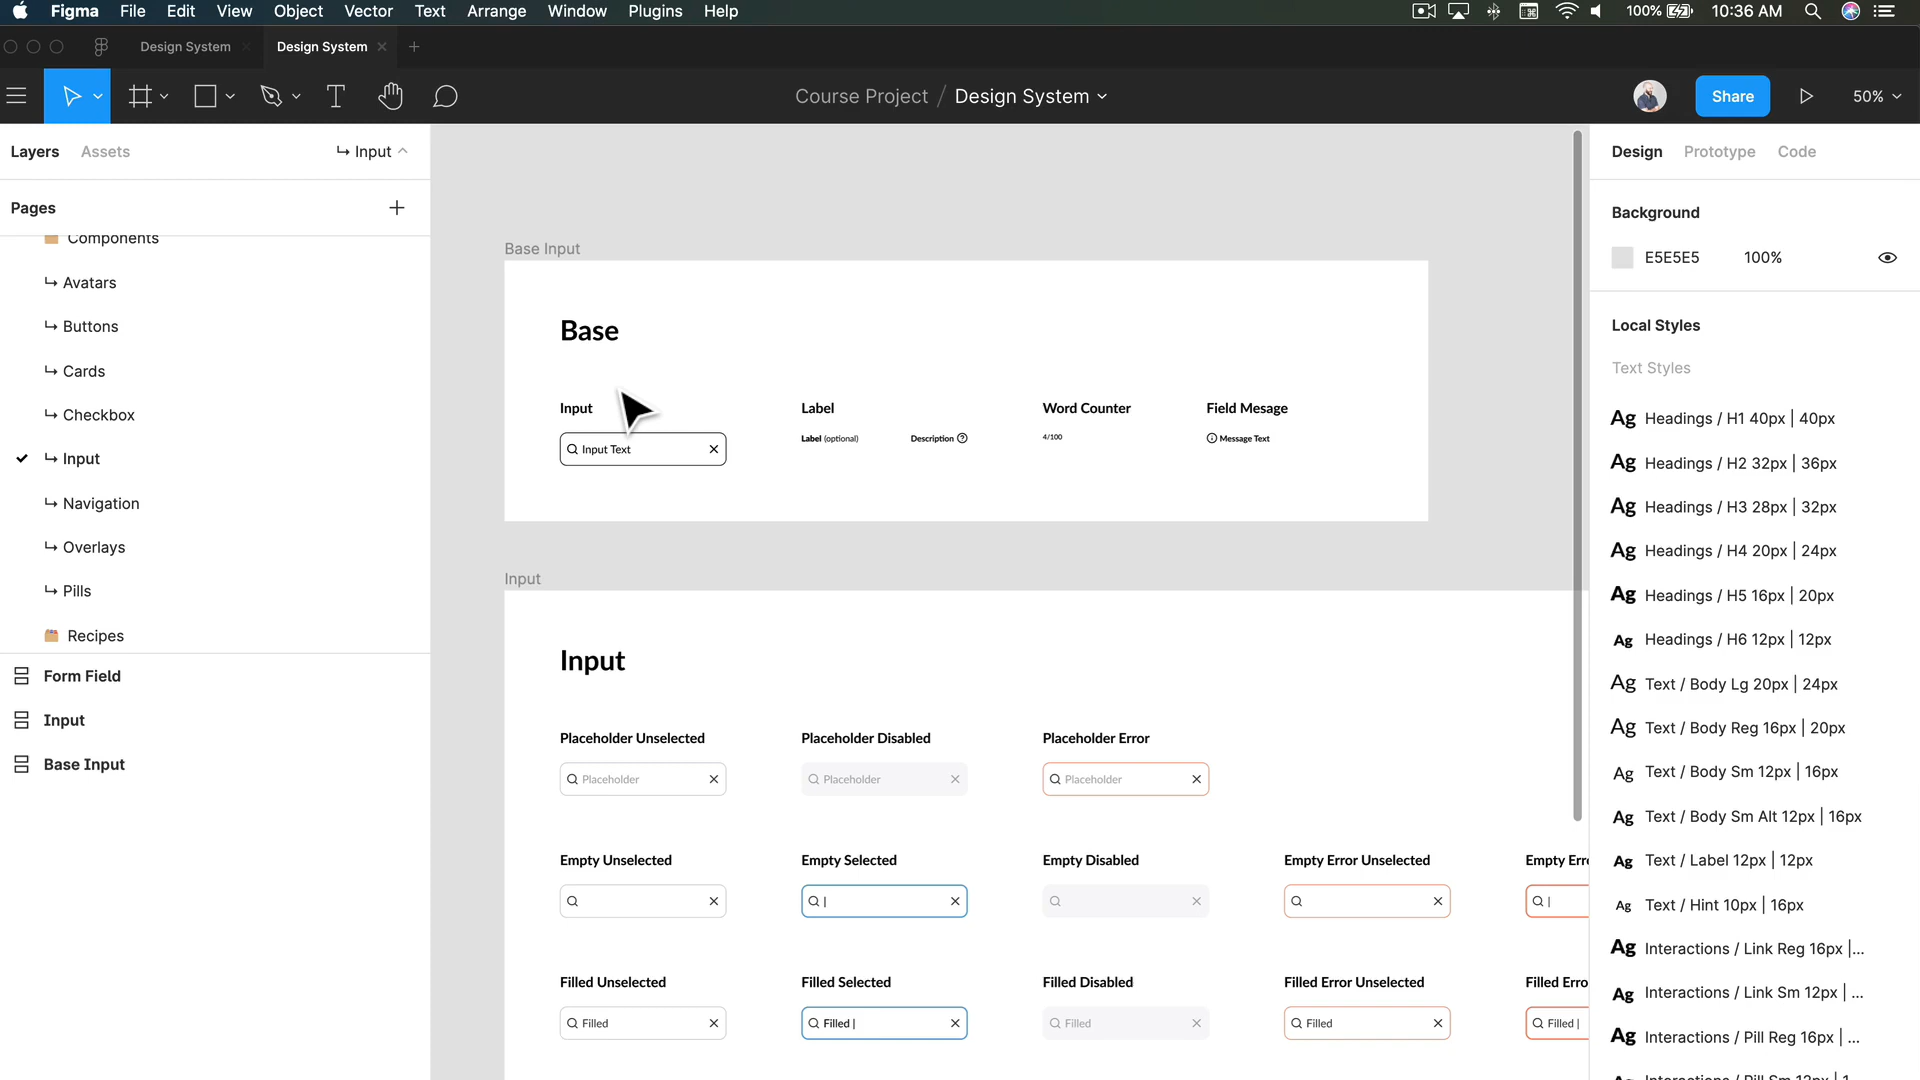 Figma File Edit View Object Vector Text Arrange Window Plugins Help 100% 10:36 AM
Design System Design System
Course Project / Design System Share 50%
Layers Assets Input
Design Prototype Code
Pages
Components
Avatars
Buttons
Cards
Checkbox
Input
Navigation
Overlays
Pills
Recipes
Form Field
Input
Base Input
Base Input
Base
Input Label Word Counter Field Mesage
Input Text Label (optional) Description 4/100 Message Text
Input
Input
Placeholder Unselected Placeholder Disabled Placeholder Error
Placeholder Placeholder Placeholder
Empty Unselected Empty Selected Empty Disabled Empty Error Unselected Empty Err
|
|
Filled Unselected Filled Selected Filled Disabled Filled Error Unselected Filled Erro
Filled Filled | Filled Filled Filled |
Background
E5E5E5 100%
Local Styles
Text Styles
Ag Headings / H1 40px | 40px
Ag Headings / H2 32px | 36px
Ag Headings / H3 28px | 32px
Ag Headings / H4 20px | 24px
Ag Headings / H5 16px | 20px
Ag Headings / H6 12px | 12px
Ag Text / Body Lg 20px | 24px
Ag Text / Body Reg 16px | 20px
Ag Text / Body Sm 12px | 16px
Ag Text / Body Sm Alt 12px | 16px
Ag Text / Label 12px | 12px
Ag Text / Hint 10px | 16px
Ag Interactions / Link Reg 16px |...
Ag Interactions / Link Sm 12px | ...
Ag Interactions / Pill Reg 16px | ...